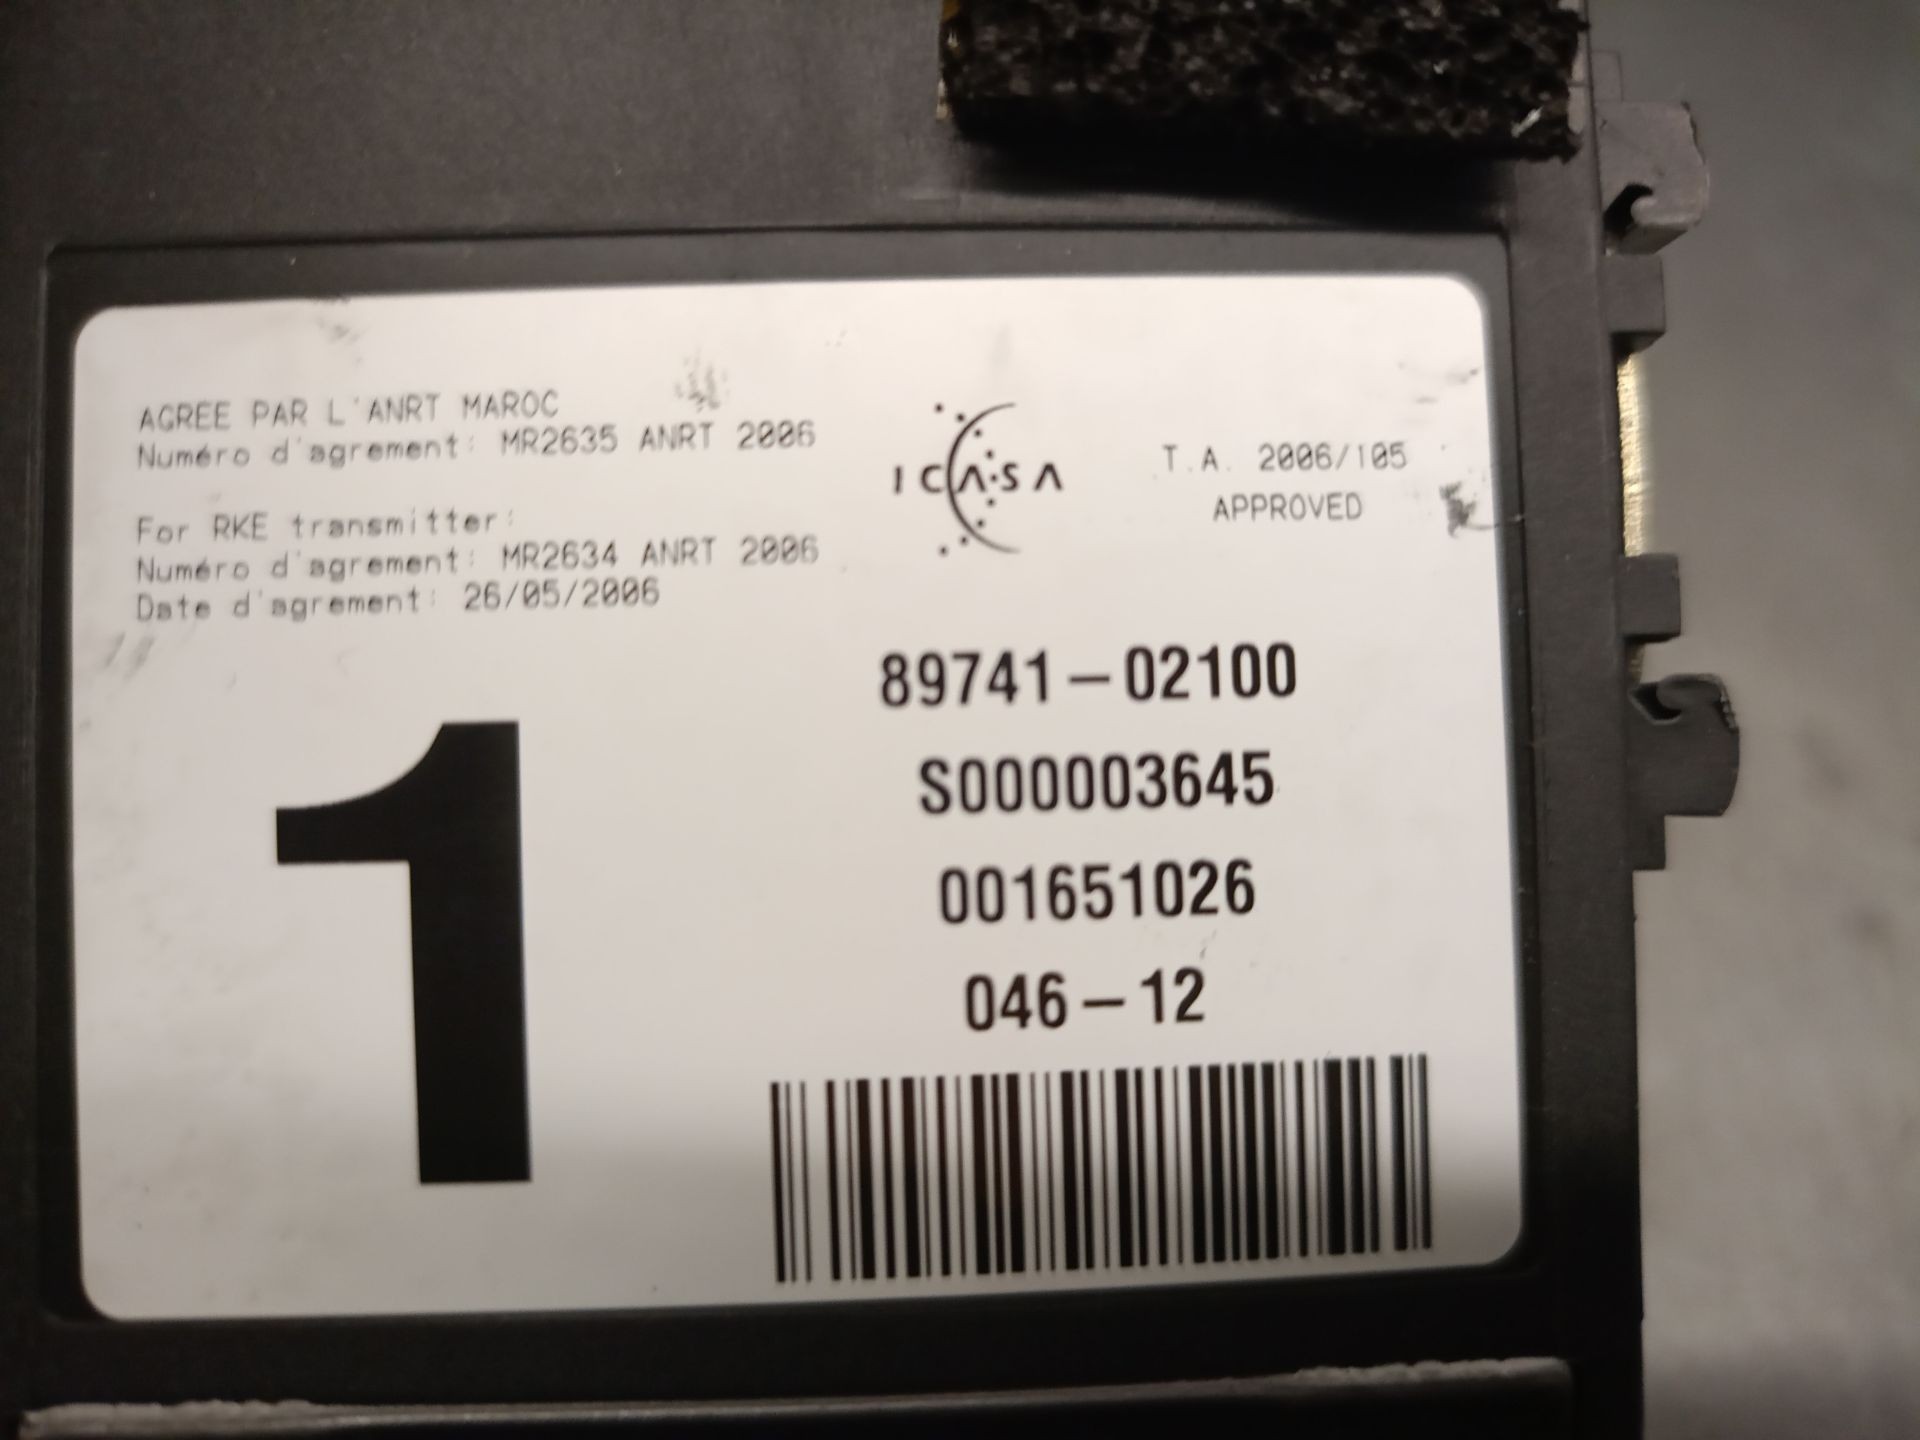 AGREE PAR L'ANRT MAROC
Numéro d'agrement: MR2635 ANRT 2006
For RKE transmitter:
Numéro d'agrement: MR2634 ANRT 2006
Date d'agrement: 26/05/2006
ICASA
T.A. 2006/105
APPROVED
1
89741-02100
S000003645
001651026
046-12